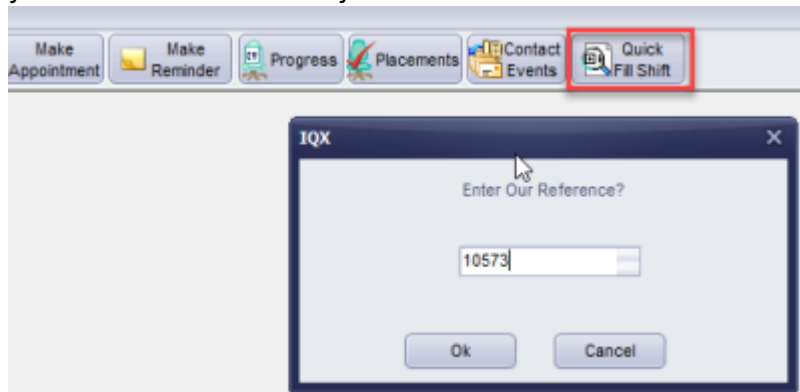 Make Appointment
Make Reminder
Progress
Placements
Contact Events
Quick Fill Shift
IQX
Enter Our Reference?
10573
Ok
Cancel